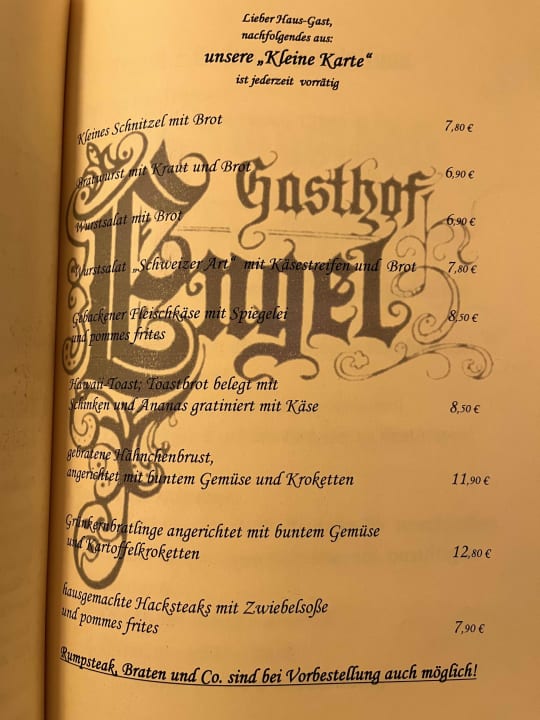 Lieber Haus-Gast,
nachfolgendes aus:
unsere „Kleine Karte“
ist jederzeit vorrätig
Kleines Schnitzel mit Brot 7,80 €
Bratwurst mit Kraut und Brot 6,90 €
Wurstsalat mit Brot 6,90 €
Wurstsalat „Schweizer Art“ mit Käsestreifen und Brot 7,80 €
Gebackener Fleischkäse mit Spiegelei 8,50 €
und pommes frites
Hawaii-Toast; Toastbrot belegt mit
Schinken und Ananas gratiniert mit Käse 8,50 €
gebratene Hähnchenbrust,
angerichtet mit buntem Gemüse und Kroketten 11,90 €
Grünkernbratlinge angerichtet mit buntem Gemüse
und Kartoffelkroketten 12,80 €
hausgemachte Hacksteaks mit Zwiebelsoße
und pommes frites 7,90 €
Rumpsteak, Braten und Co. sind bei Vorbestellung auch möglich!
Gasthof
Engel